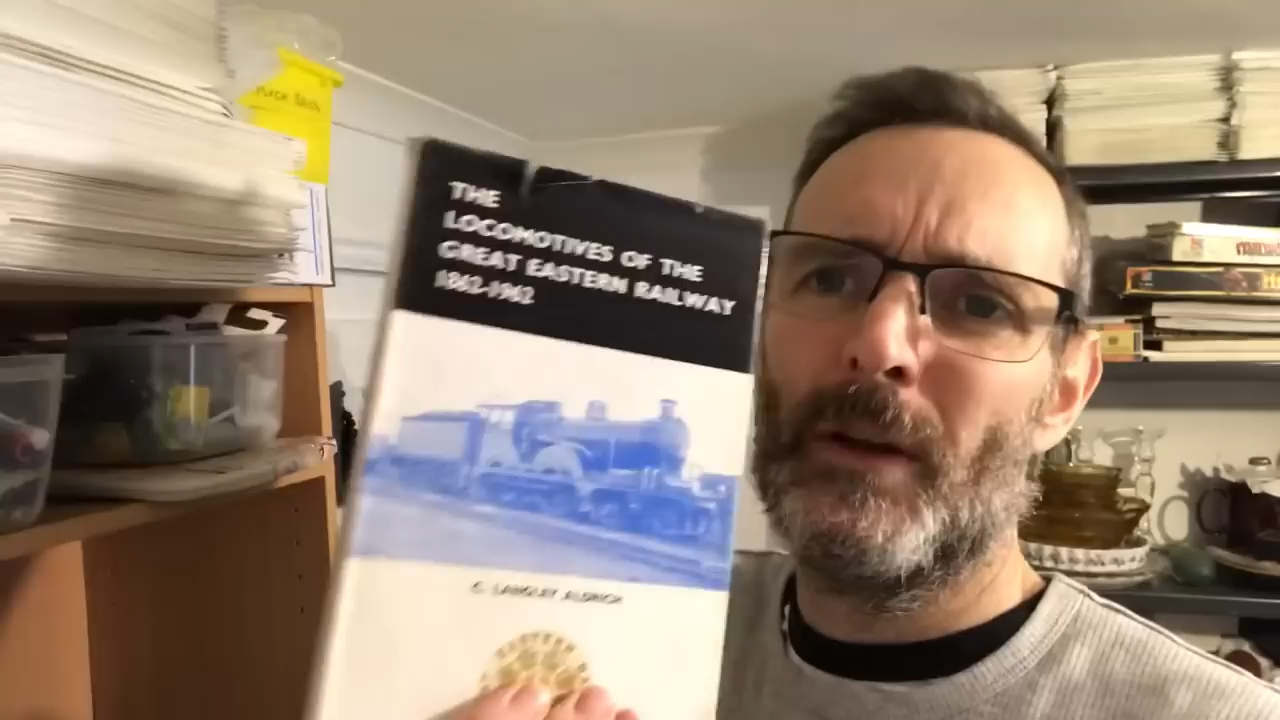 THE
LOCOMOTIVES OF THE
GREAT EASTERN RAILWAY
1862-1962
C. LANGLEY ALDRICH